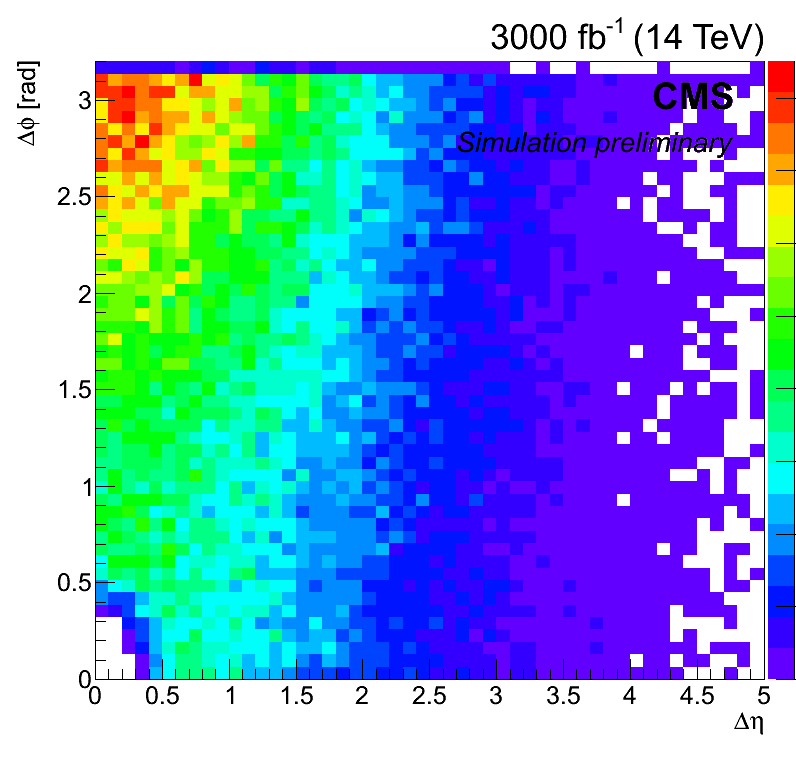 3000 fb-1 (14 TeV)
CMS
Simulation preliminary
Δϕ [rad]
3
2.5
2
1.5
1
0.5
0
0 0.5 1 1.5 2 2.5 3 3.5 4 4.5 5
Δη